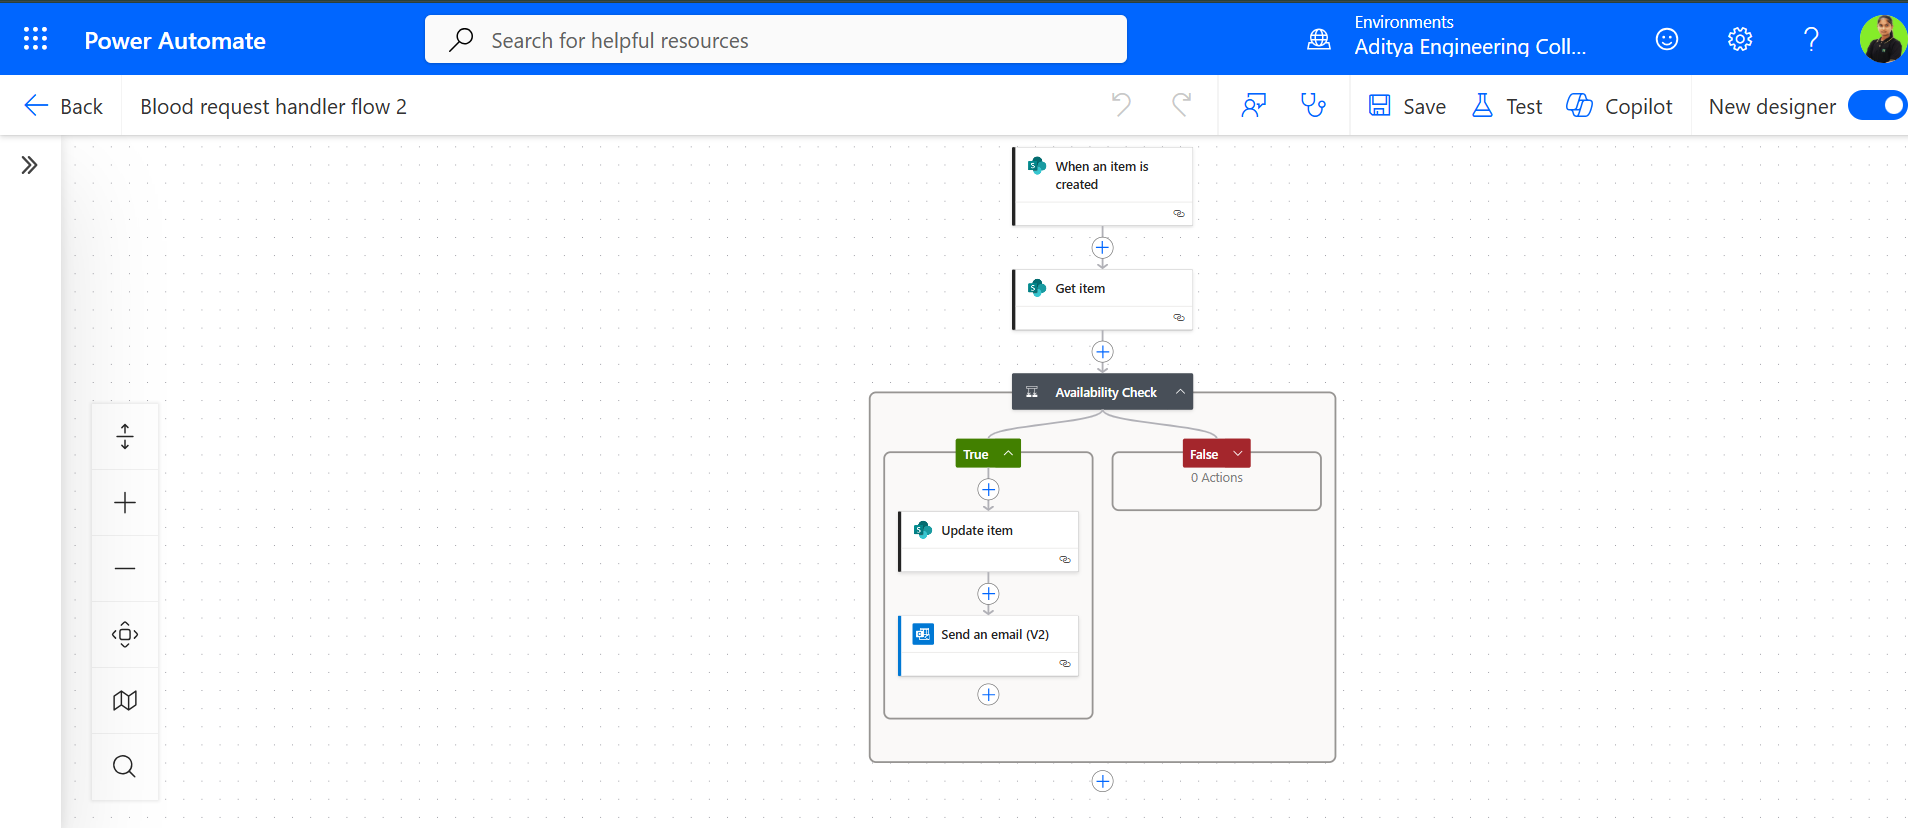 Power Automate
Search for helpful resources
Environments
Aditya Engineering Coll...
Back
Blood request handler flow 2
Save
Test
Copilot
New designer
When an item is
created
Get item
Availability Check
True
False
0 Actions
Update item
Send an email (V2)